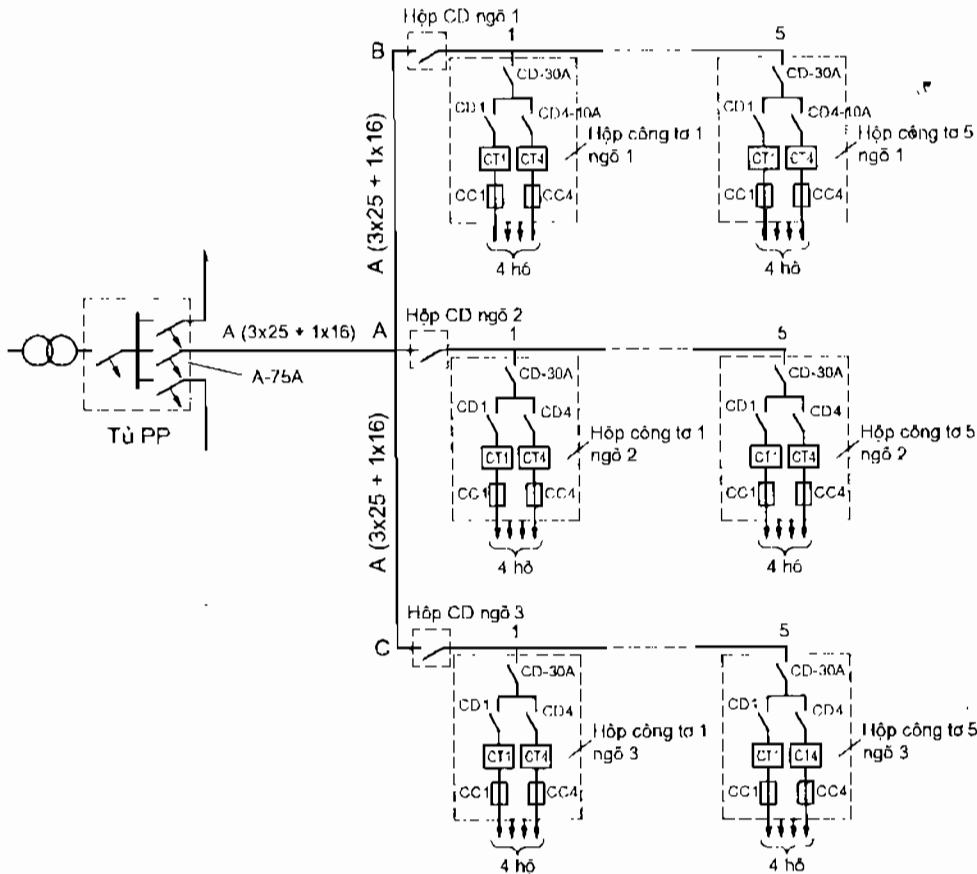 Hộp CD ngõ 1
1
5
B
CD-30A
CD-30A
CD1
CD4-10A
CD1
CD4-10A
Hộp công tơ 1
ngõ 1
Hộp công tơ 5
ngõ 1
CT1
CT4
CT1
CT4
CC1
CC4
CC1
CC4
4 hộ
4 hộ
A (3x25 + 1x16)
A (3x25 + 1x16)
A
A-75A
Tủ PP
Hộp CD ngõ 2
1
5
CD-30A
CD-30A
CD1
CD4
CD1
CD4
Hộp công tơ 1
ngõ 2
Hộp công tơ 5
ngõ 2
CT1
CT4
CT1
CT4
CC1
CC4
CC1
CC4
4 hộ
4 hộ
A (3x25 + 1x16)
Hộp CD ngõ 3
1
5
C
CD-30A
CD-30A
CD1
CD4
CD1
CD4
Hộp công tơ 1
ngõ 3
Hộp công tơ 5
ngõ 3
CT1
CT4
CT1
CT4
CC1
CC4
CC1
CC4
4 hộ
4 hộ